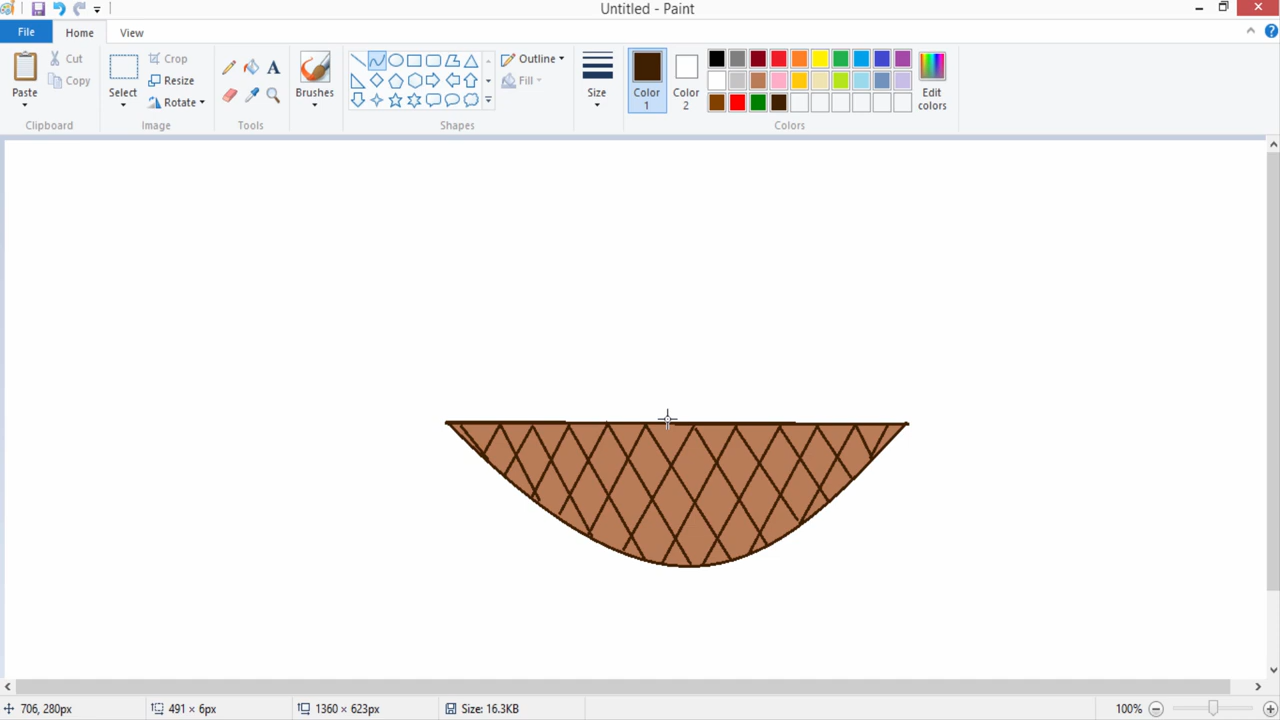 Untitled - Paint
File Home View
Paste
Cut
Copy
Clipboard
Select
Crop
Resize
Rotate
Image
A
Tools
Brushes
Outline
Fill
Shapes
Size
Color 1
Color 2
Edit colors
Colors
706, 280px 491 × 6px 1360 × 623px Size: 16.3KB 100%